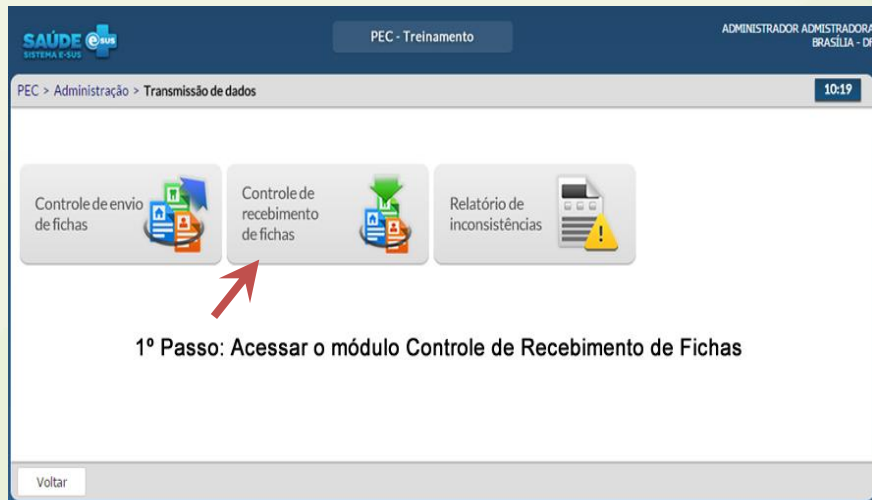 SAÚDE e-SUS
SISTEMA E-SUS
PEC - Treinamento
ADMINISTRADOR ADMISTRADORA
BRASÍLIA - DF
PEC > Administração > Transmissão de dados
10:19
Controle de envio
de fichas
Controle de
recebimento
de fichas
Relatório de
inconsistências
1º Passo: Acessar o módulo Controle de Recebimento de Fichas
Voltar